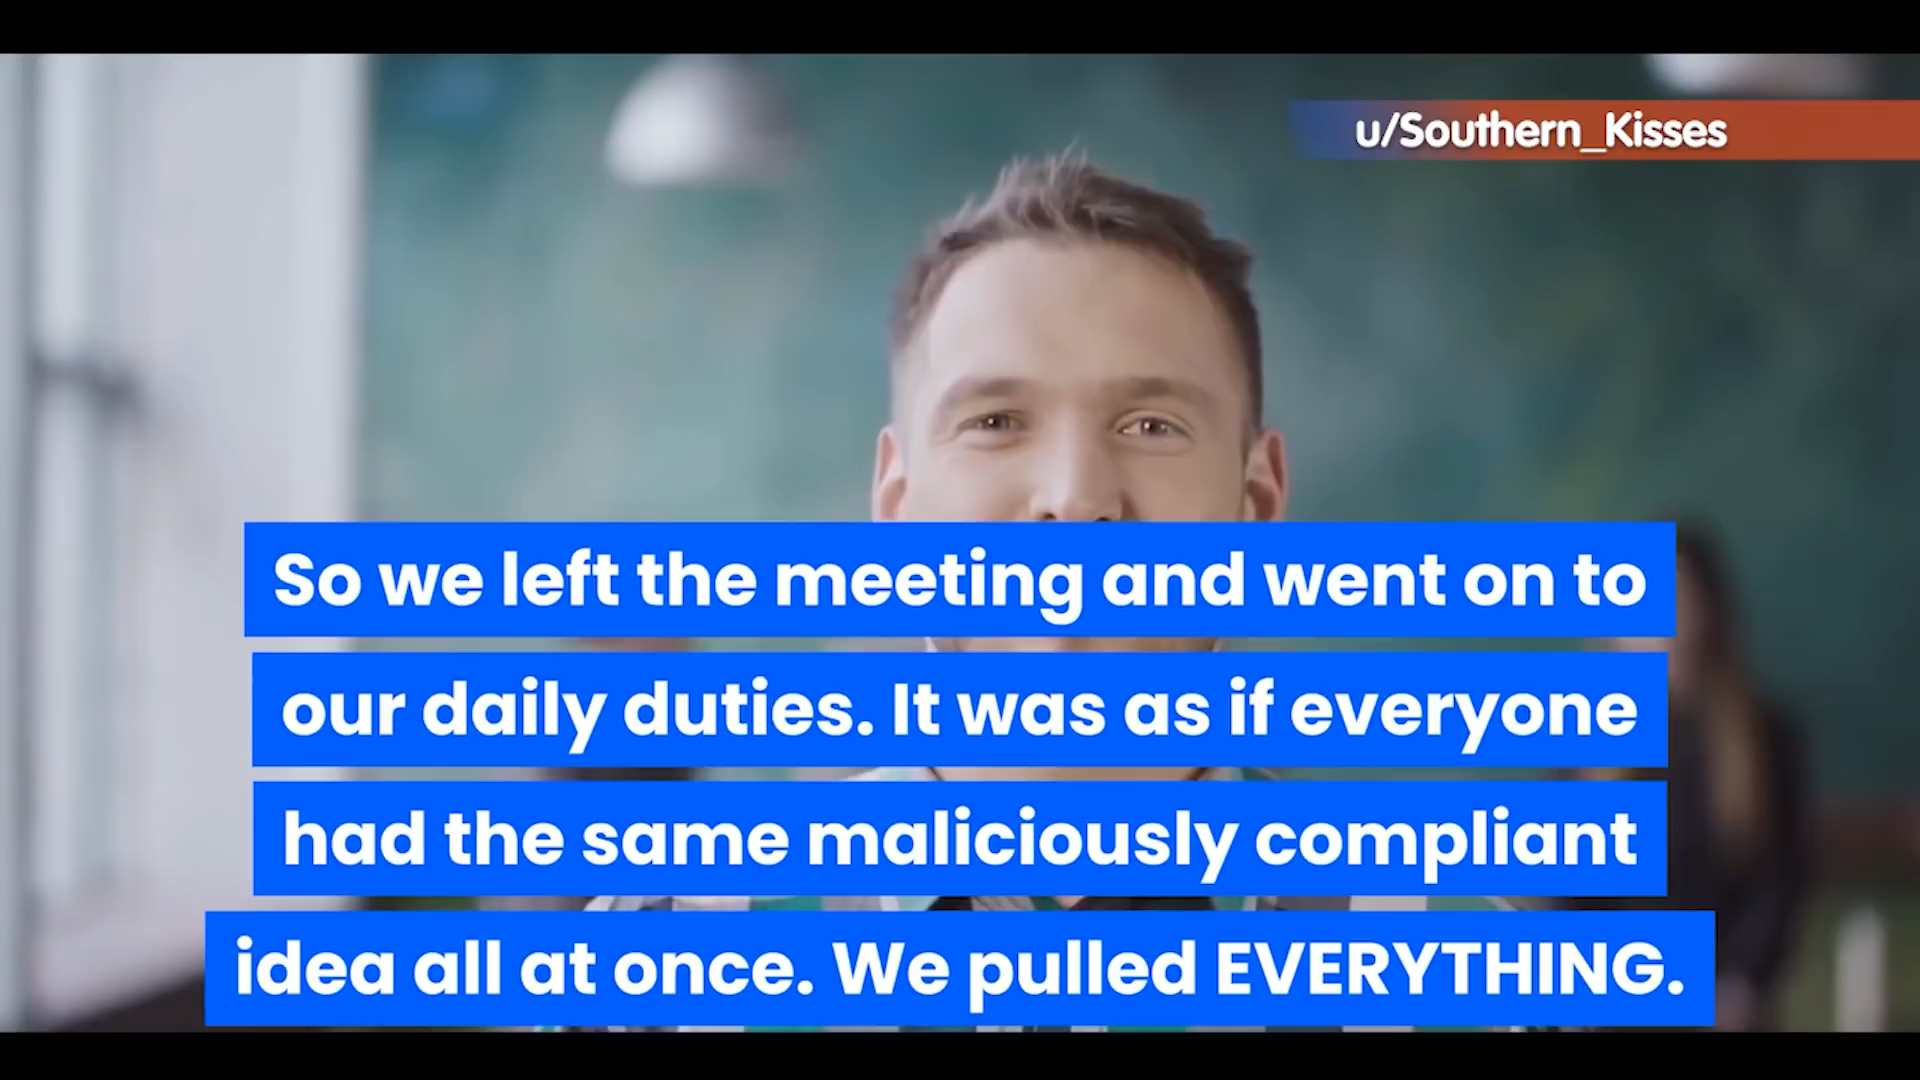 u/Southern_Kisses
So we left the meeting and went on to
our daily duties. It was as if everyone
had the same maliciously compliant
idea all at once. We pulled EVERYTHING.